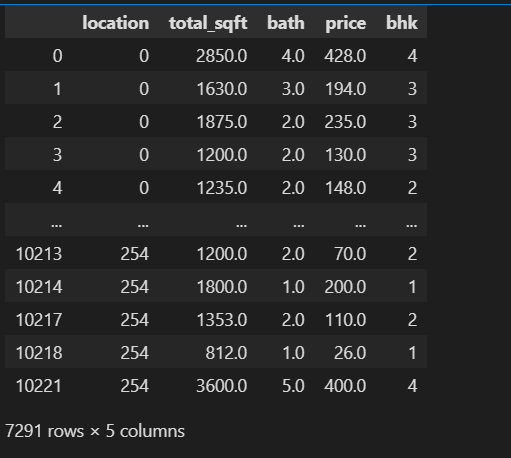 location total_sqft bath price bhk
0 0 2850.0 4.0 428.0 4
1 0 1630.0 3.0 194.0 3
2 0 1875.0 2.0 235.0 3
3 0 1200.0 2.0 130.0 3
4 0 1235.0 2.0 148.0 2
... ... ... ... ... ...
10213 254 1200.0 2.0 70.0 2
10214 254 1800.0 1.0 200.0 1
10217 254 1353.0 2.0 110.0 2
10218 254 812.0 1.0 26.0 1
10221 254 3600.0 5.0 400.0 4
7291 rows × 5 columns